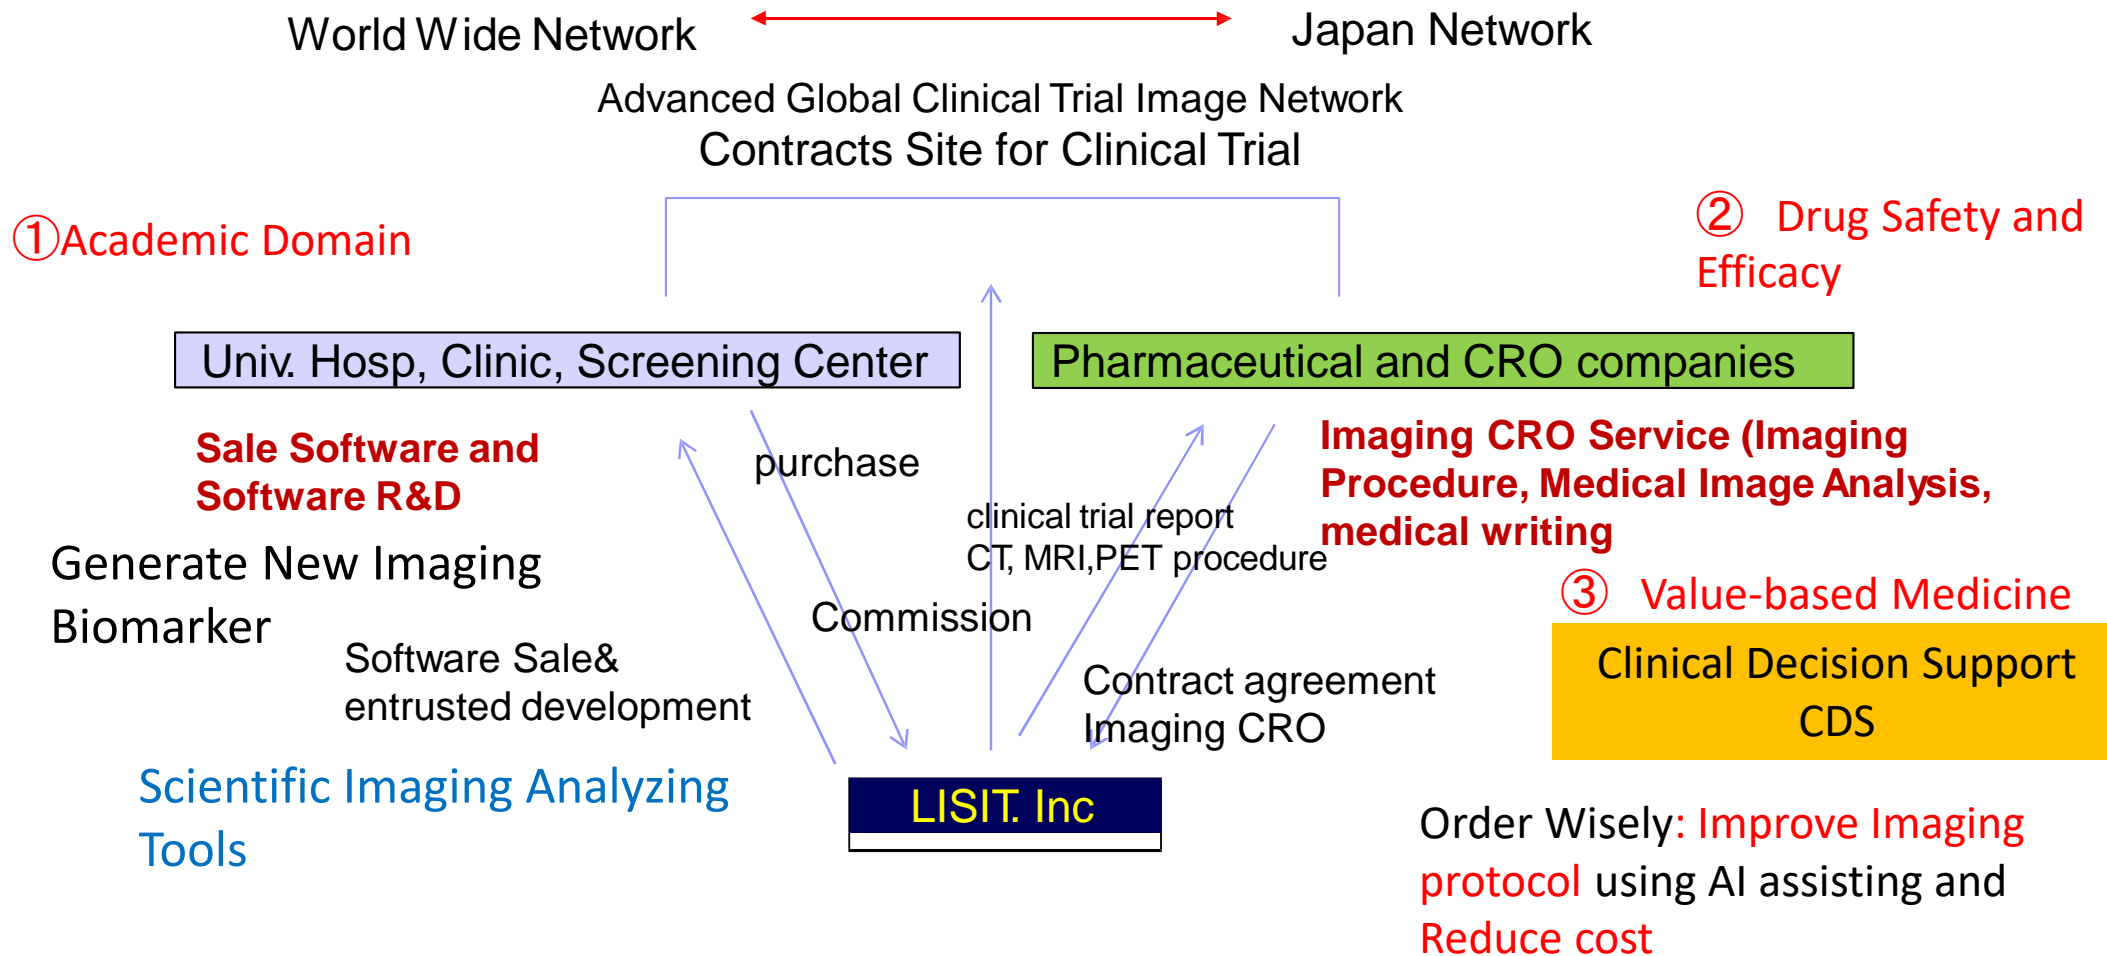 World Wide Network
Japan Network
Advanced Global Clinical Trial Image Network
Contracts Site for Clinical Trial
①Academic Domain
② Drug Safety and
Efficacy
Univ. Hosp, Clinic, Screening Center
Pharmaceutical and CRO companies
Sale Software and
Software R&D
purchase
Imaging CRO Service (Imaging
Procedure, Medical Image Analysis,
medical writing
clinical trial report
CT, MRI,PET procedure
Generate New Imaging
Biomarker
Commission
③ Value-based Medicine
Clinical Decision Support
CDS
Software Sale&
entrusted development
Contract agreement
Imaging CRO
Scientific Imaging Analyzing
Tools
LISIT. Inc
Order Wisely: Improve Imaging
protocol using AI assisting and
Reduce cost